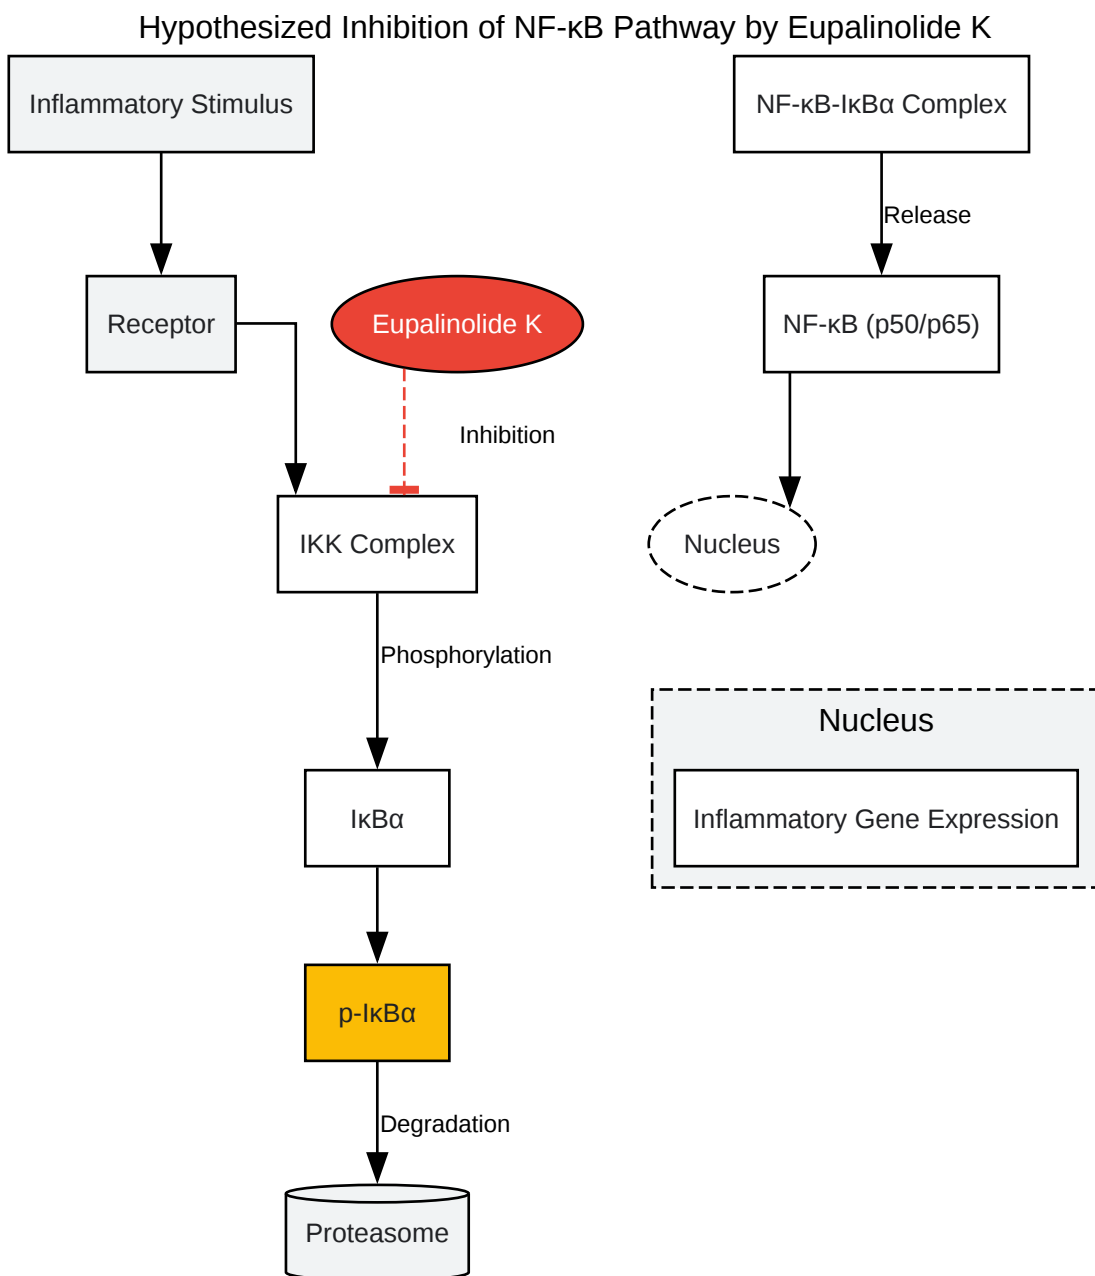 Hypothesized Inhibition of NF-κB Pathway by Eupalinolide K
Inflammatory Stimulus
NF-κB-IκBα Complex
Release
Receptor
Eupalinolide K
NF-κB (p50/p65)
Inhibition
IKK Complex
Nucleus
Phosphorylation
Nucleus
IκBα
Inflammatory Gene Expression
p-IκBα
Degradation
Proteasome